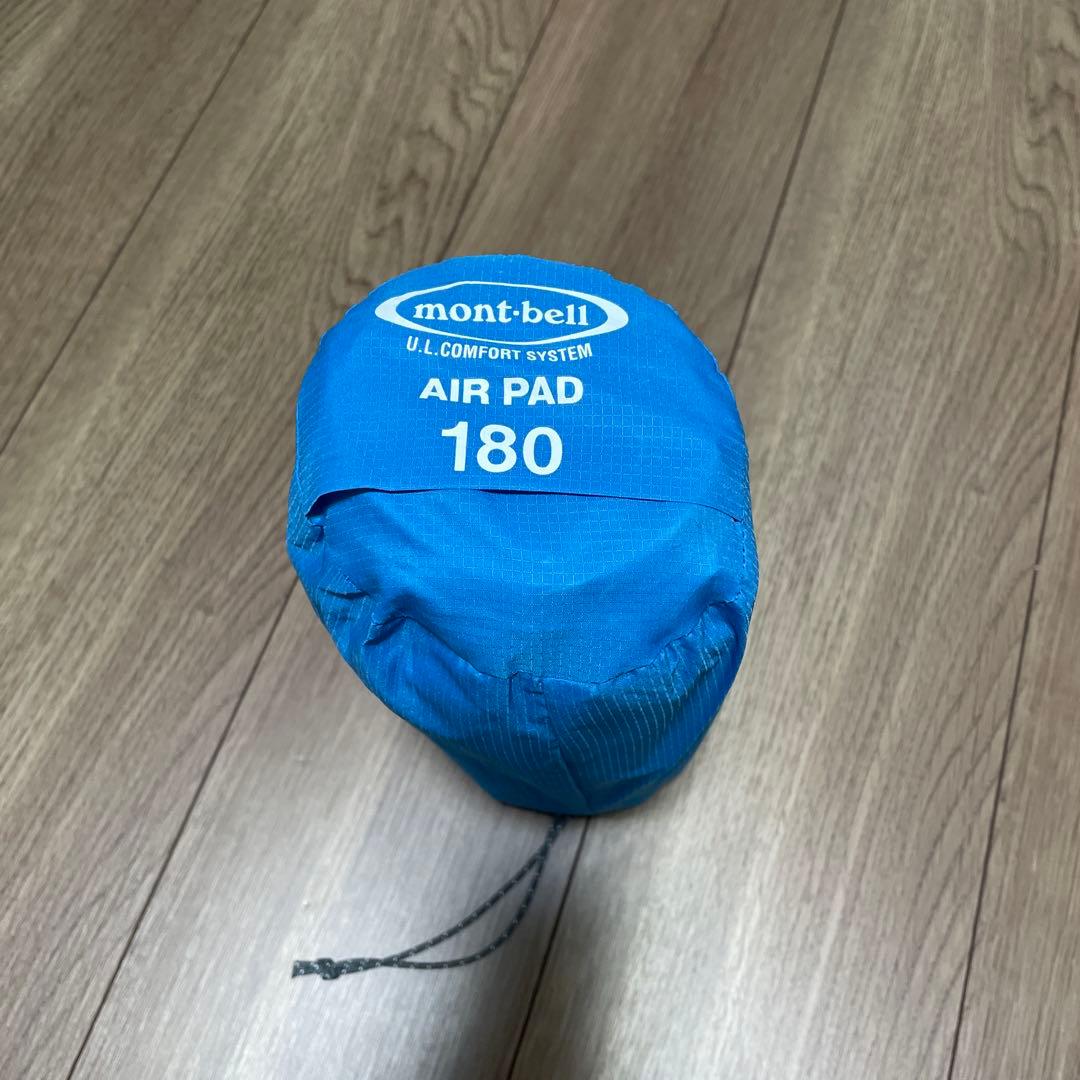 mont-bell
U.L.COMFORT SYSTEM
AIR PAD
180